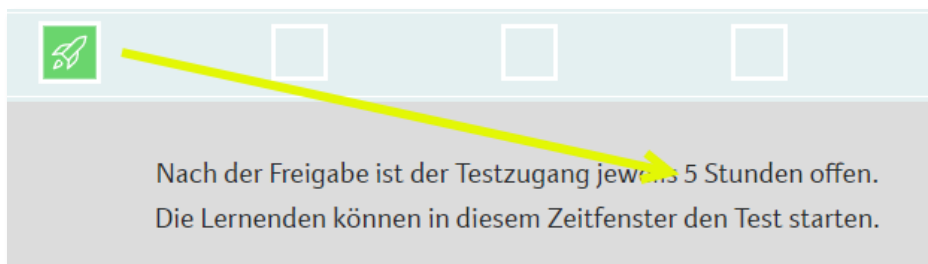 Nach der Freigabe ist der Testzugang jeweils 5 Stunden offen.
Die Lernenden können in diesem Zeitfenster den Test starten.